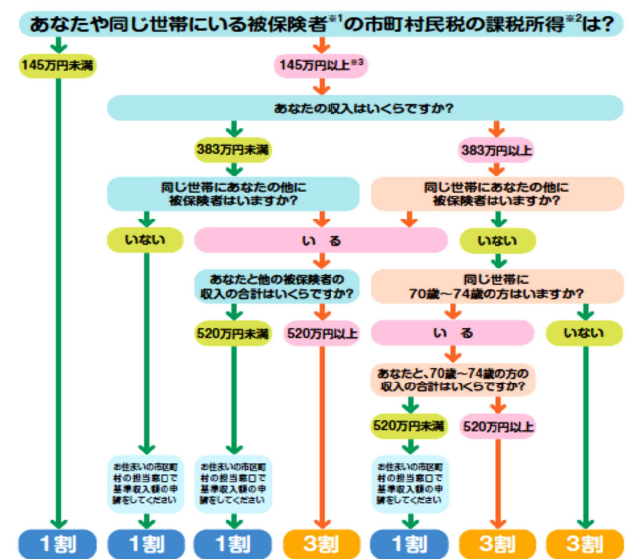 あなたや同じ世帯にいる被保険者※1の市町村民税の課税所得※2は?
145万円未満
145万円以上※3
あなたの収入はいくらですか?
383万円未満
383万円以上
同じ世帯にあなたの他に
被保険者はいますか?
同じ世帯にあなたの他に
被保険者はいますか?
いない
いる
いない
あなたと他の被保険者の
収入の合計はいくらですか?
同じ世帯に
70歳〜74歳の方はいますか?
520万円未満
520万円以上
いる
いない
あなたと、70歳〜74歳の方の
収入の合計はいくらですか?
520万円未満
520万円以上
お住まいの市区町
村の担当窓口で
基準収入額の申
請をしてください
お住まいの市区町
村の担当窓口で
基準収入額の申
請をしてください
お住まいの市区町
村の担当窓口で
基準収入額の申
請をしてください
1割
1割
1割
3割
1割
3割
3割